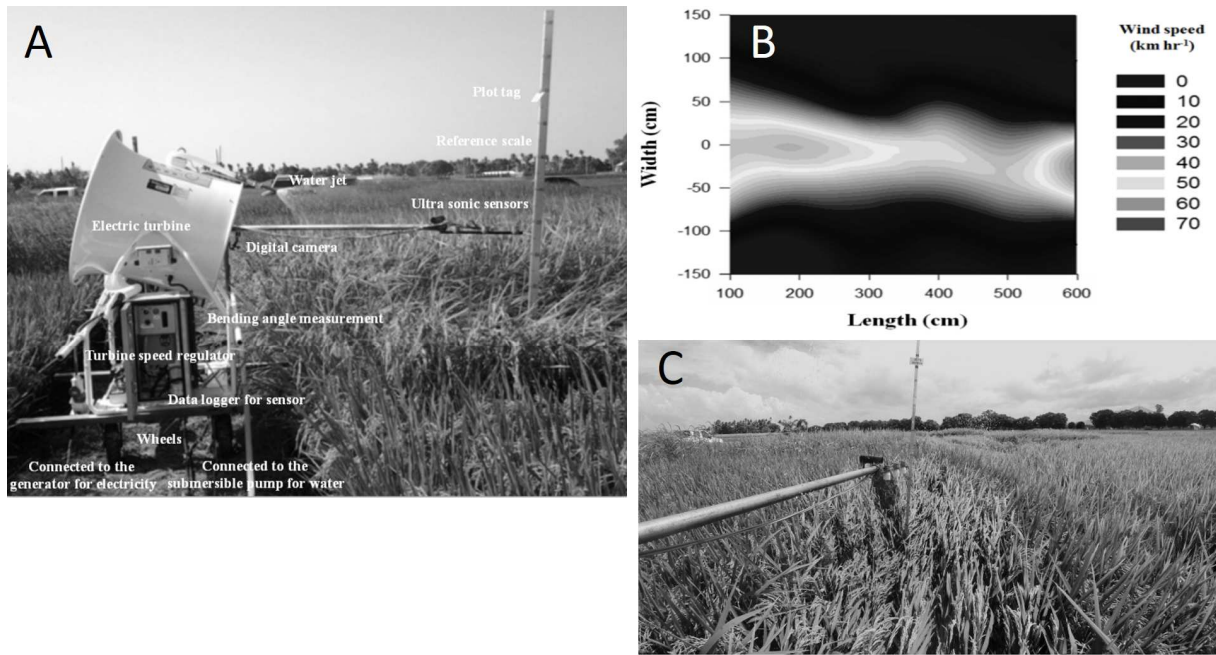 A
Plot tag
Reference scale
Water jet
Ultra sonic sensors
Electric turbine
Digital camera
Bending angle measurement
Turbine speed regulator
Data logger for sensor
Wheels
Connected to the
generator for electricity
Connected to the
submersible pump for water
B
Wind speed
(km hr⁻¹)
0
10
20
30
40
50
60
70
Width (cm)
150
100
50
0
-50
-100
-150
100 200 300 400 500 600
Length (cm)
C